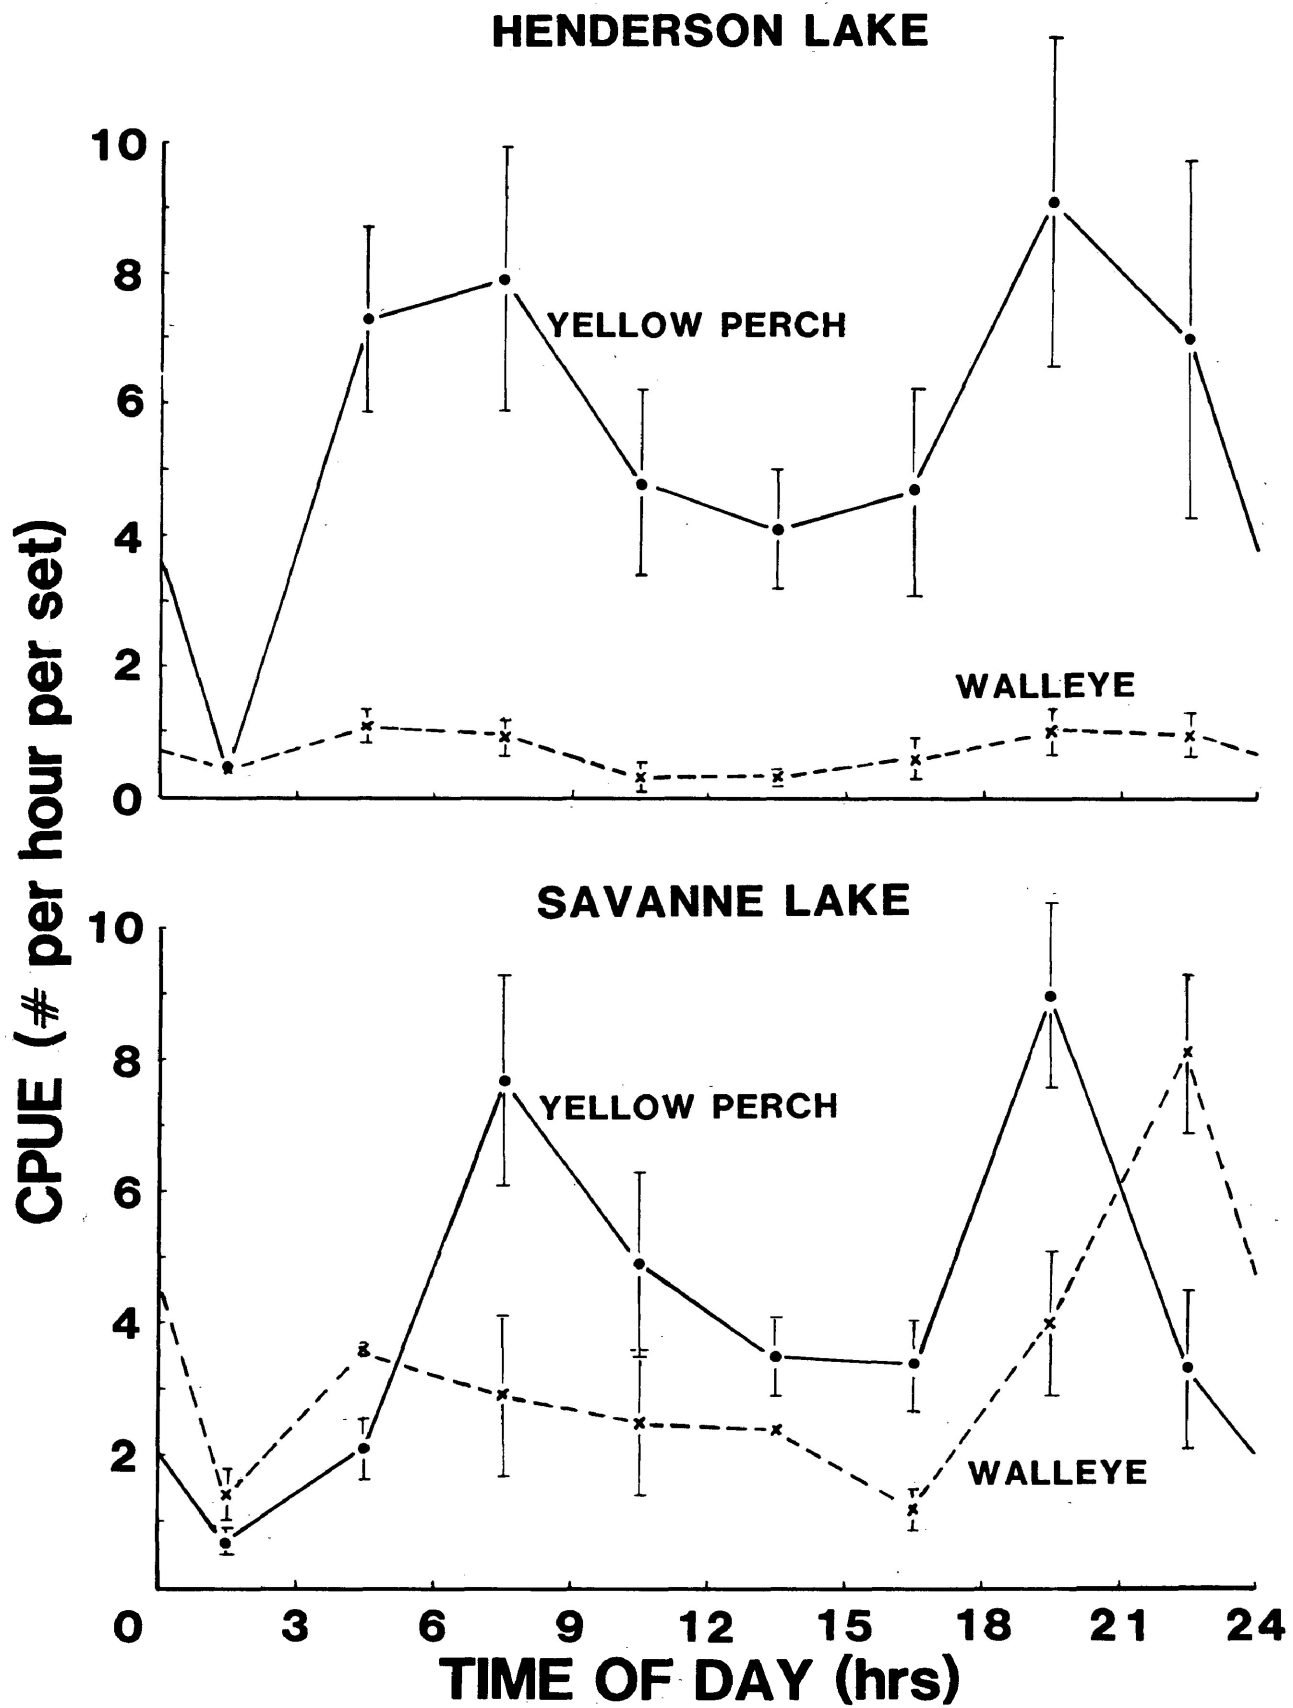 HENDERSON LAKE
10
8
6
4
2
0
YELLOW PERCH
WALLEYE
CPUE (# per hour per set)
SAVANNE LAKE
10
8
6
4
2
YELLOW PERCH
WALLEYE
0 3 6 9 12 15 18 21 24
TIME OF DAY (hrs)